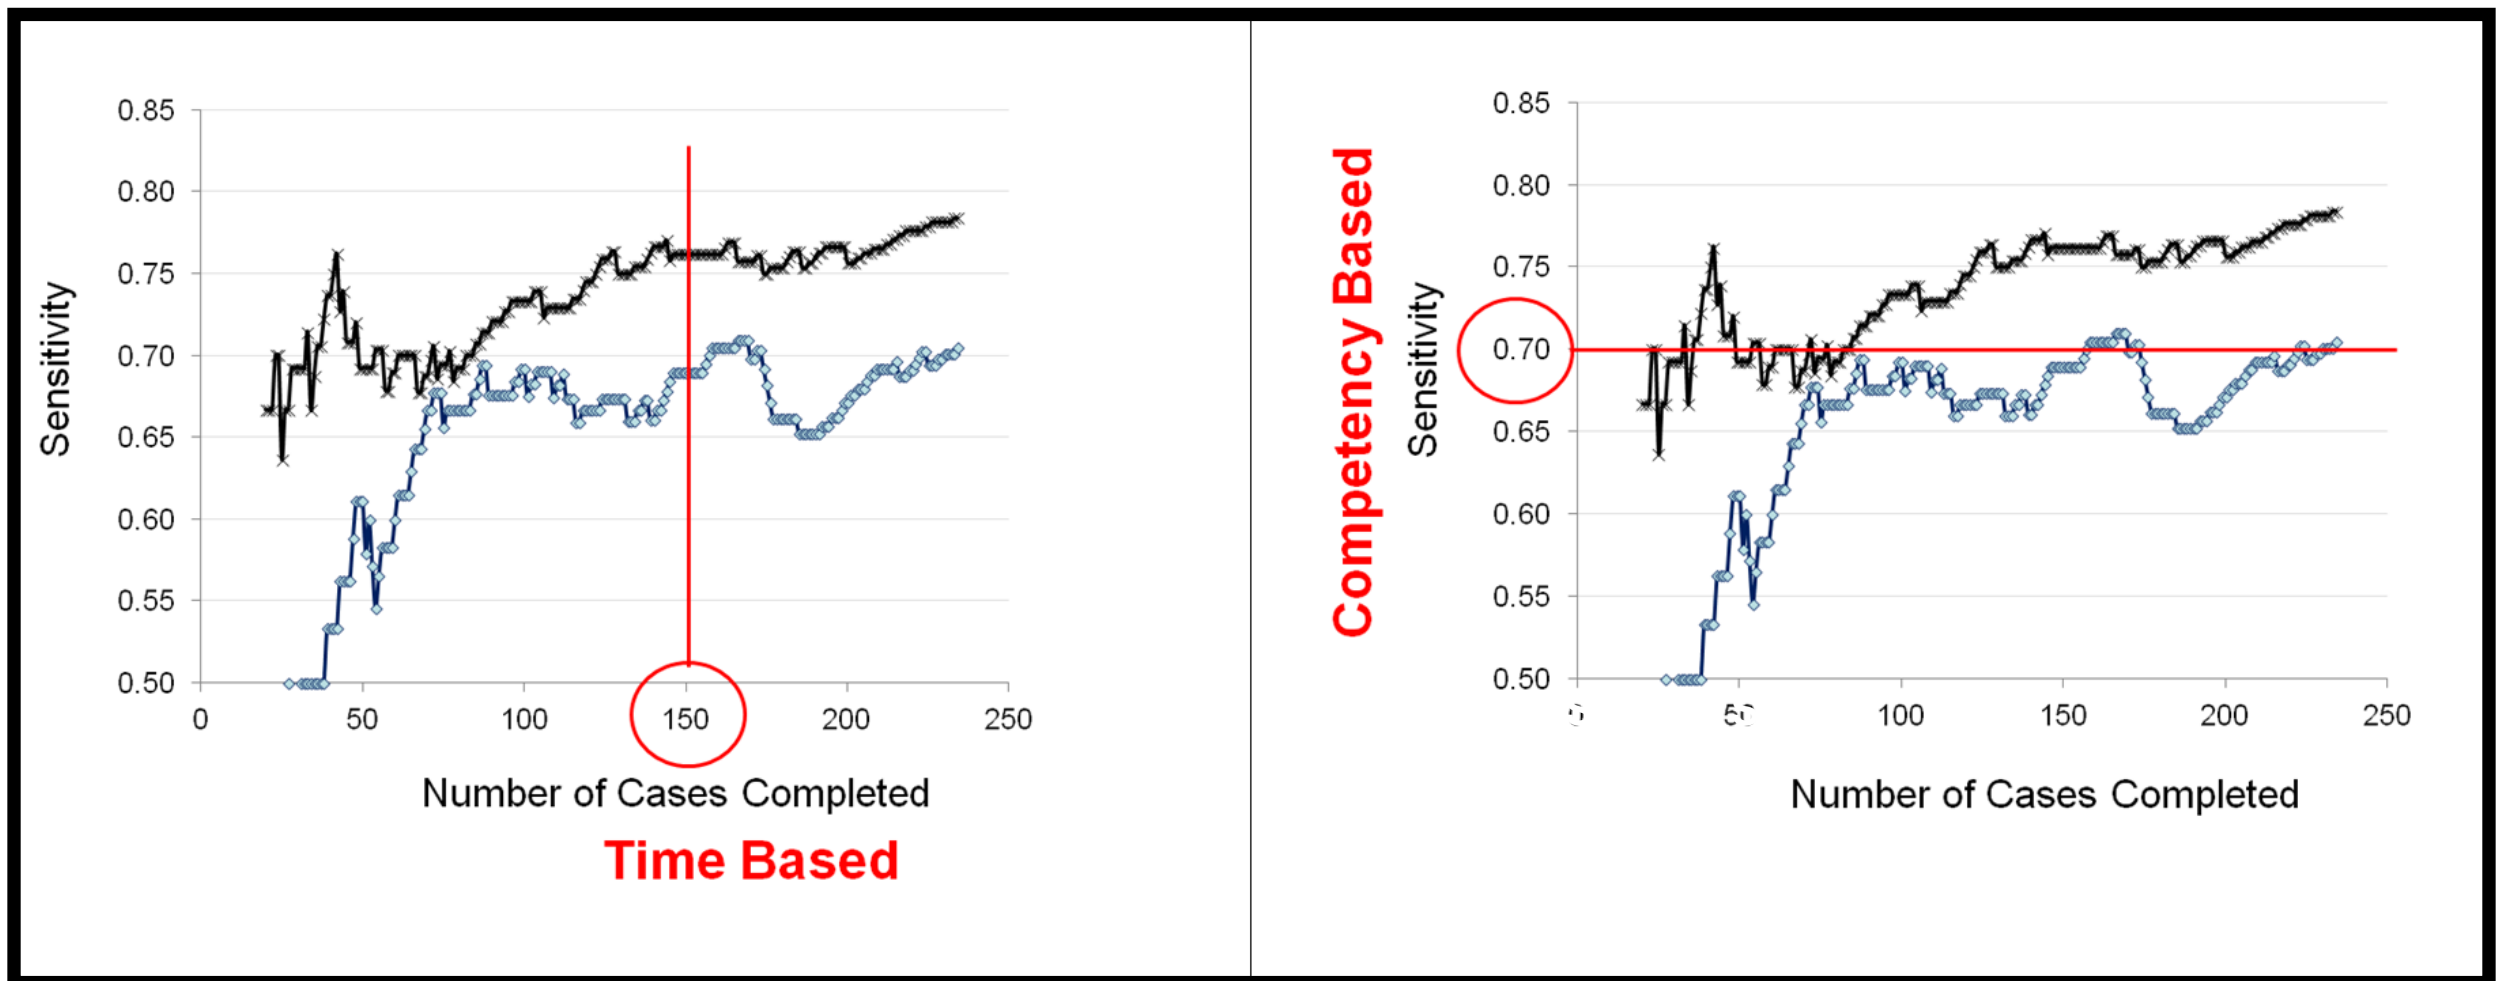 0.85
0.80
0.75
0.70
0.65
0.60
0.55
0.50
Sensitivity
0 50 100 150 200 250
Number of Cases Completed
Time Based
Competency Based
Sensitivity
0.85
0.80
0.75
0.70
0.65
0.60
0.55
0.50
100 150 200 250
Number of Cases Completed